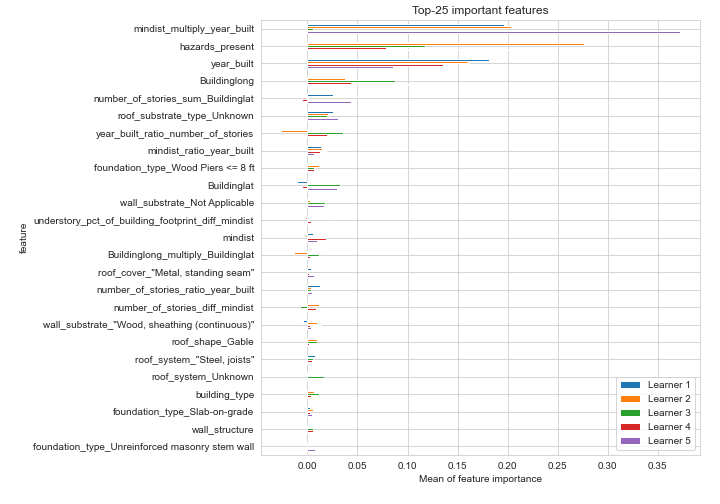 Top-25 important features
mindist_multiply_year_built
hazards_present
year_built
Buildinglong
number_of_stories_sum_Buildinglat
roof_substrate_type_Unknown
year_built_ratio_number_of_stories
mindist_ratio_year_built
foundation_type_Wood Piers <= 8 ft
Buildinglat
wall_substrate_Not Applicable
understory_pct_of_building_footprint_diff_mindist
mindist
Buildinglong_multiply_Buildinglat
roof_cover_"Metal, standing seam"
number_of_stories_ratio_year_built
number_of_stories_diff_mindist
wall_substrate_"Wood, sheathing (continuous)"
roof_shape_Gable
roof_system_"Steel, joists"
roof_system_Unknown
building_type
foundation_type_Slab-on-grade
wall_structure
foundation_type_Unreinforced masonry stem wall
feature
Learner 1
Learner 2
Learner 3
Learner 4
Learner 5
0.00 0.05 0.10 0.15 0.20 0.25 0.30 0.35
Mean of feature importance